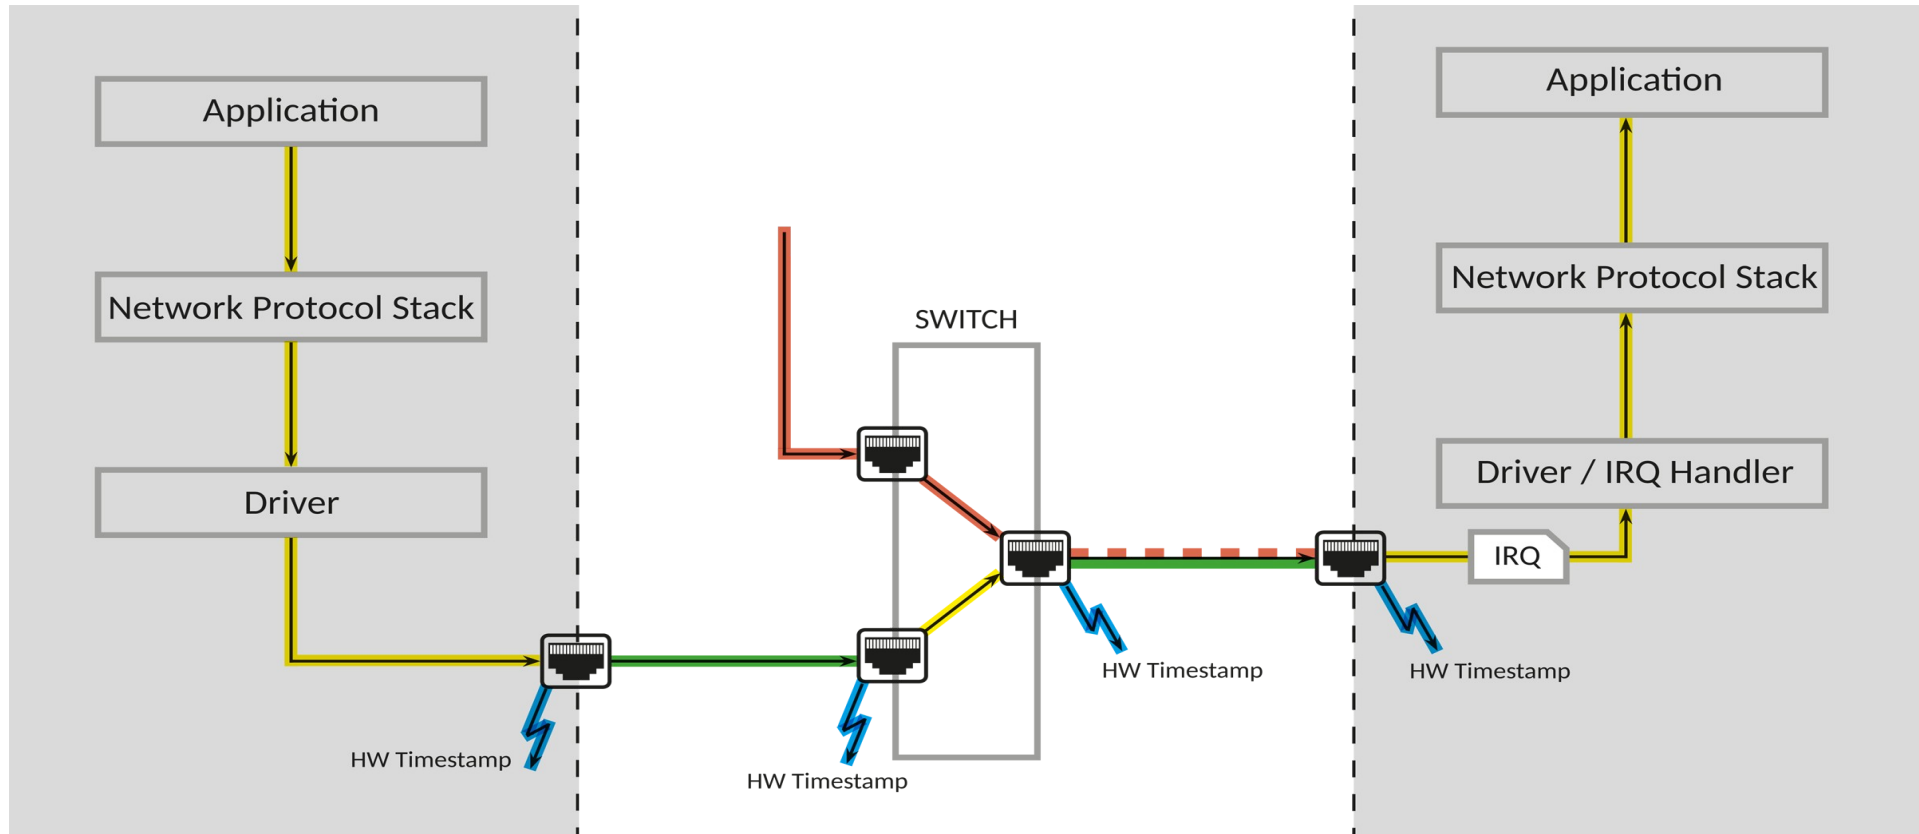 Application
Network Protocol Stack
Driver
HW Timestamp
SWITCH
HW Timestamp
HW Timestamp
Application
Network Protocol Stack
Driver / IRQ Handler
IRQ
HW Timestamp